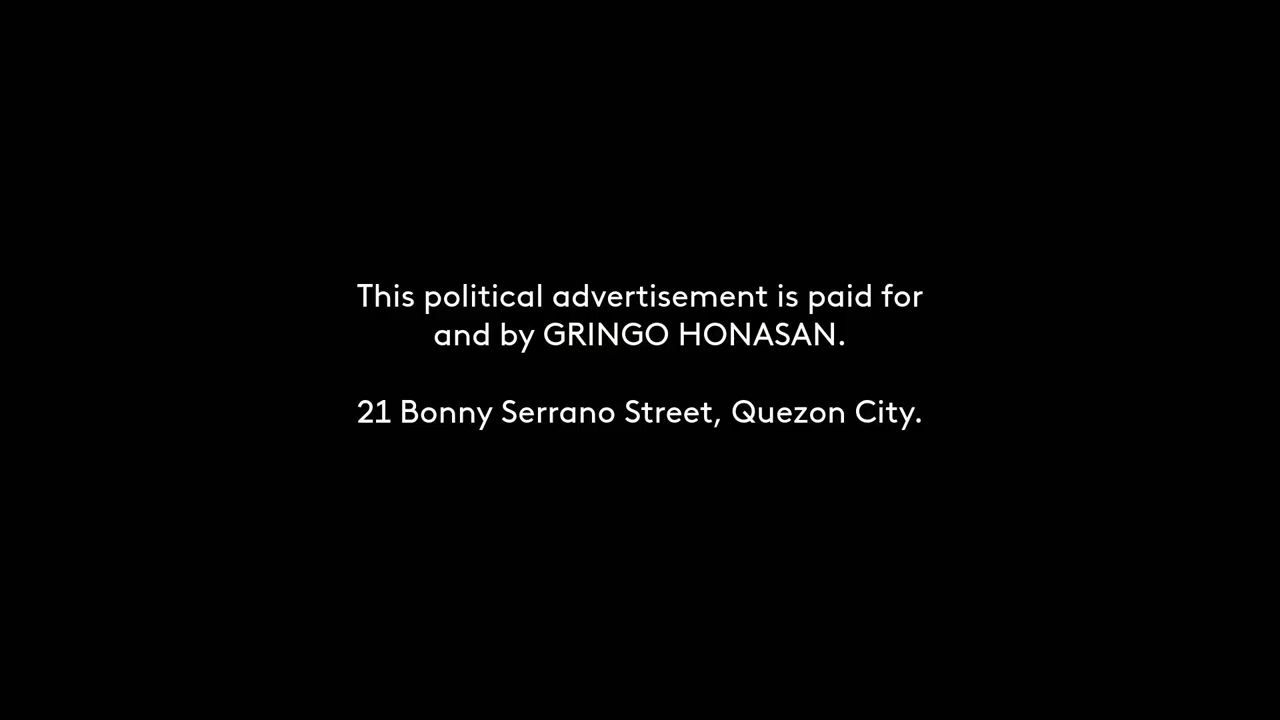 This political advertisement is paid for
and by GRINGO HONASAN.
21 Bonny Serrano Street, Quezon City.